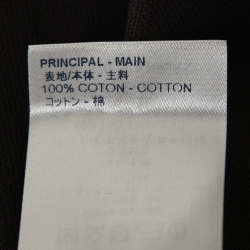 PRINCIPAL - MAIN
表地/本体 - 主料
100% COTON - COTTON
コットン - 棉